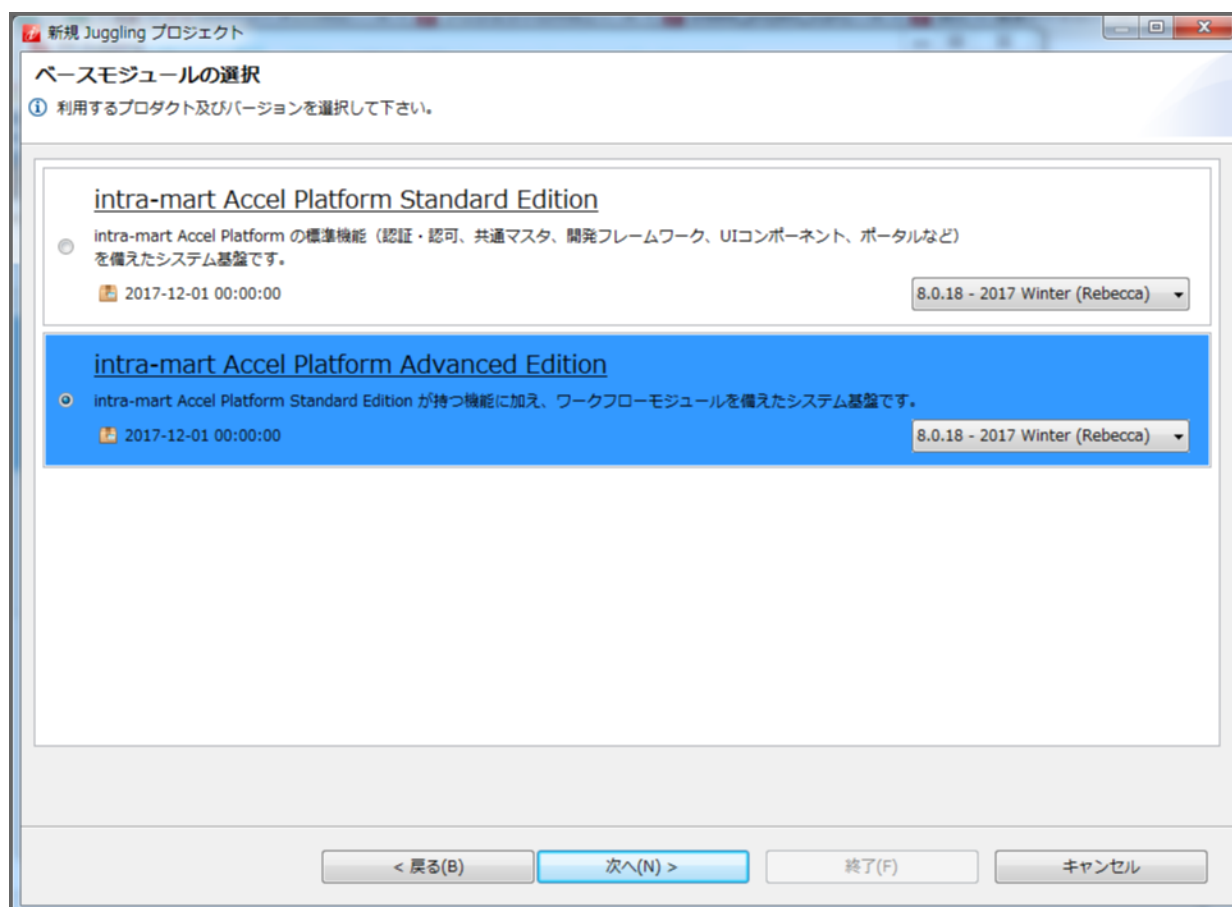 新規 Juggling プロジェクト
ベースモジュールの選択
利用するプロダクト及びバージョンを選択して下さい。
intra-mart Accel Platform Standard Edition
intra-mart Accel Platform の標準機能（認証・認可、共通マスタ、開発フレームワーク、UIコンポーネント、ポータルなど）
を備えたシステム基盤です。
2017-12-01 00:00:00
8.0.18 - 2017 Winter (Rebecca)
intra-mart Accel Platform Advanced Edition
intra-mart Accel Platform Standard Edition が持つ機能に加え、ワークフローモジュールを備えたシステム基盤です。
2017-12-01 00:00:00
8.0.18 - 2017 Winter (Rebecca)
< 戻る(B)
次へ(N) >
終了(F)
キャンセル